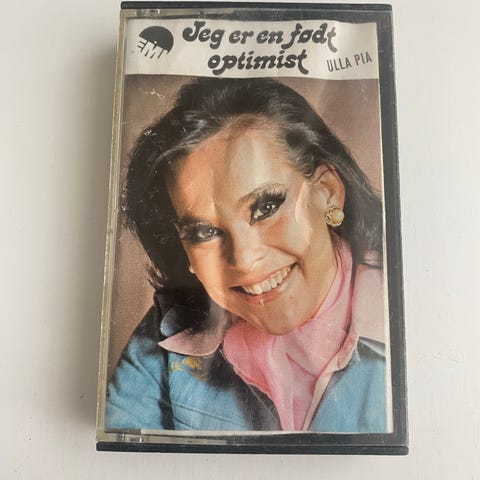 EMI
Jeg er en født
optimist
ULLA PIA